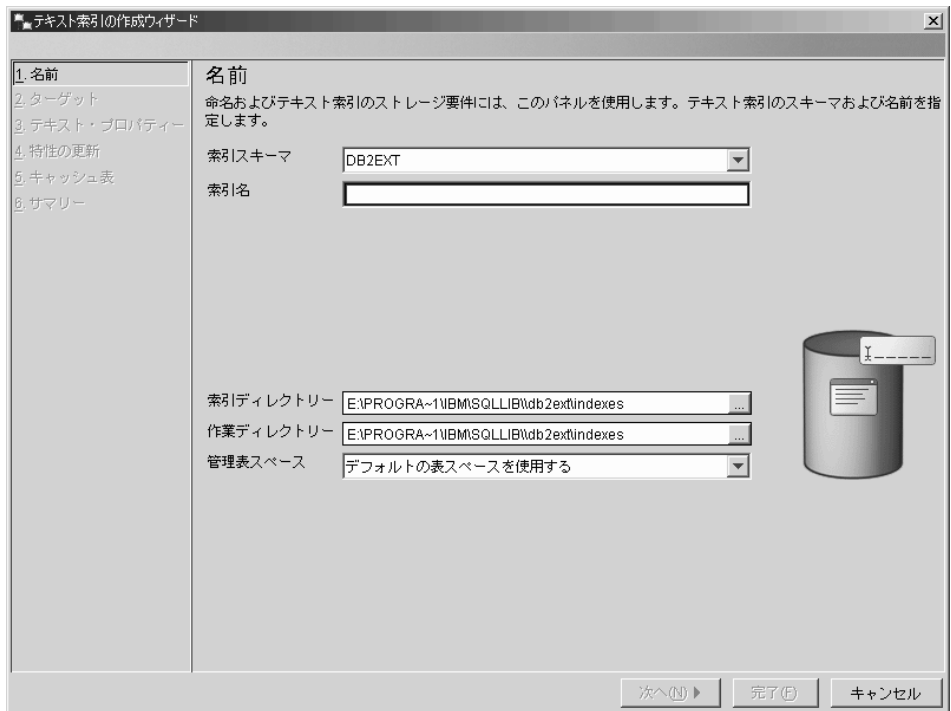 テキスト索引の作成ウィザード
1. 名前
2. ターゲット
3. テキスト・プロパティー
4. 特性の更新
5. キャッシュ表
6. サマリー
名前
命名およびテキスト索引のストレージ要件には、このパネルを使用します。テキスト索引のスキーマおよび名前を指
定します。
索引スキーマ DB2EXT
索引名
索引ディレクトリー E:\PROGRA~1\IBM\SQLLIB\\db2ext\indexes ...
作業ディレクトリー E:\PROGRA~1\IBM\SQLLIB\\db2ext\indexes ...
管理表スペース デフォルトの表スペースを使用する
次へ(N) 完了(F) キャンセル